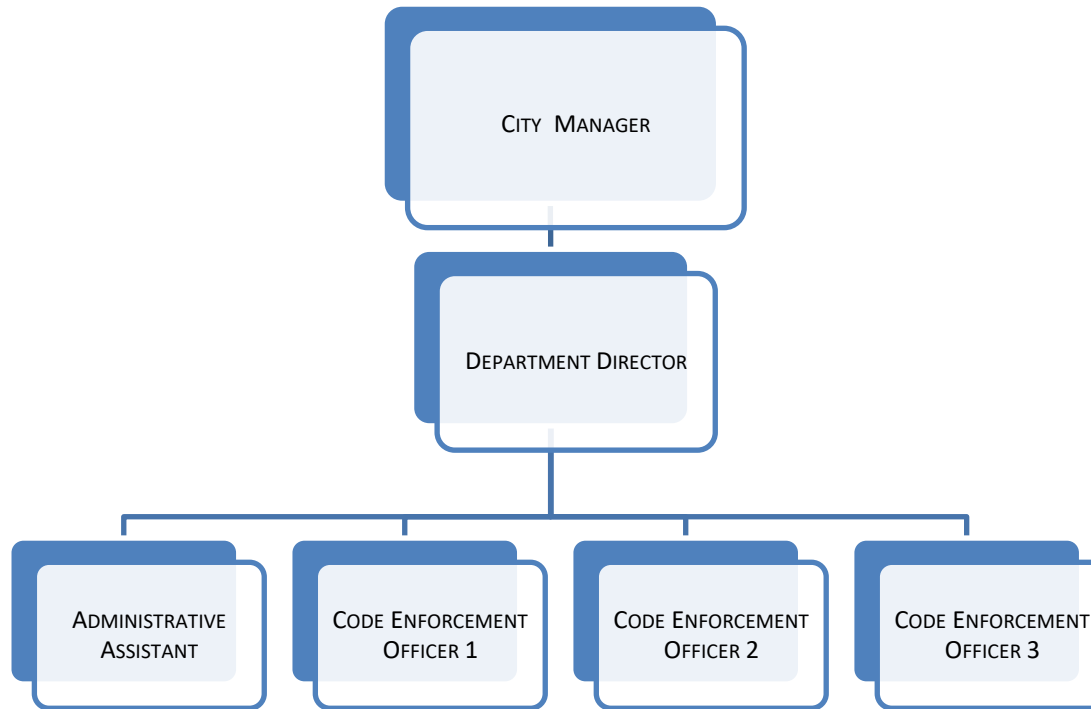 CITY MANAGER
DEPARTMENT DIRECTOR
ADMINISTRATIVE
ASSISTANT
CODE ENFORCEMENT
OFFICER 1
CODE ENFORCEMENT
OFFICER 2
CODE ENFORCEMENT
OFFICER 3